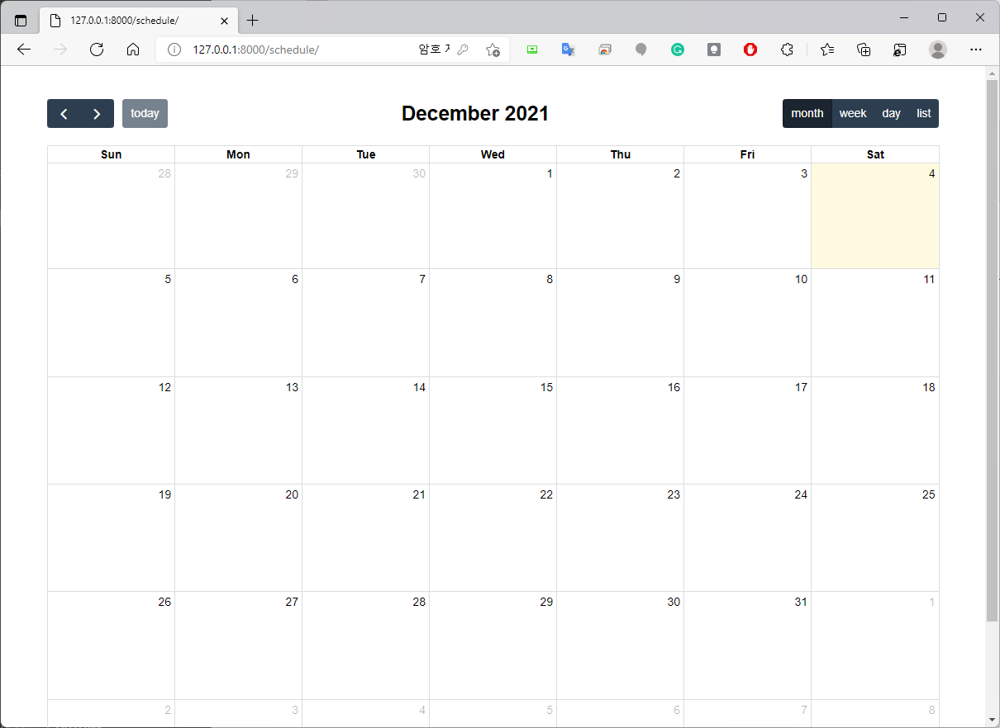 127.0.0.1:8000/schedule/
127.0.0.1:8000/schedule/ 암호
today December 2021 month week day list
Sun Mon Tue Wed Thu Fri Sat
28 29 30 1 2 3 4
5 6 7 8 9 10 11
12 13 14 15 16 17 18
19 20 21 22 23 24 25
26 27 28 29 30 31 1
2 3 4 5 6 7 8